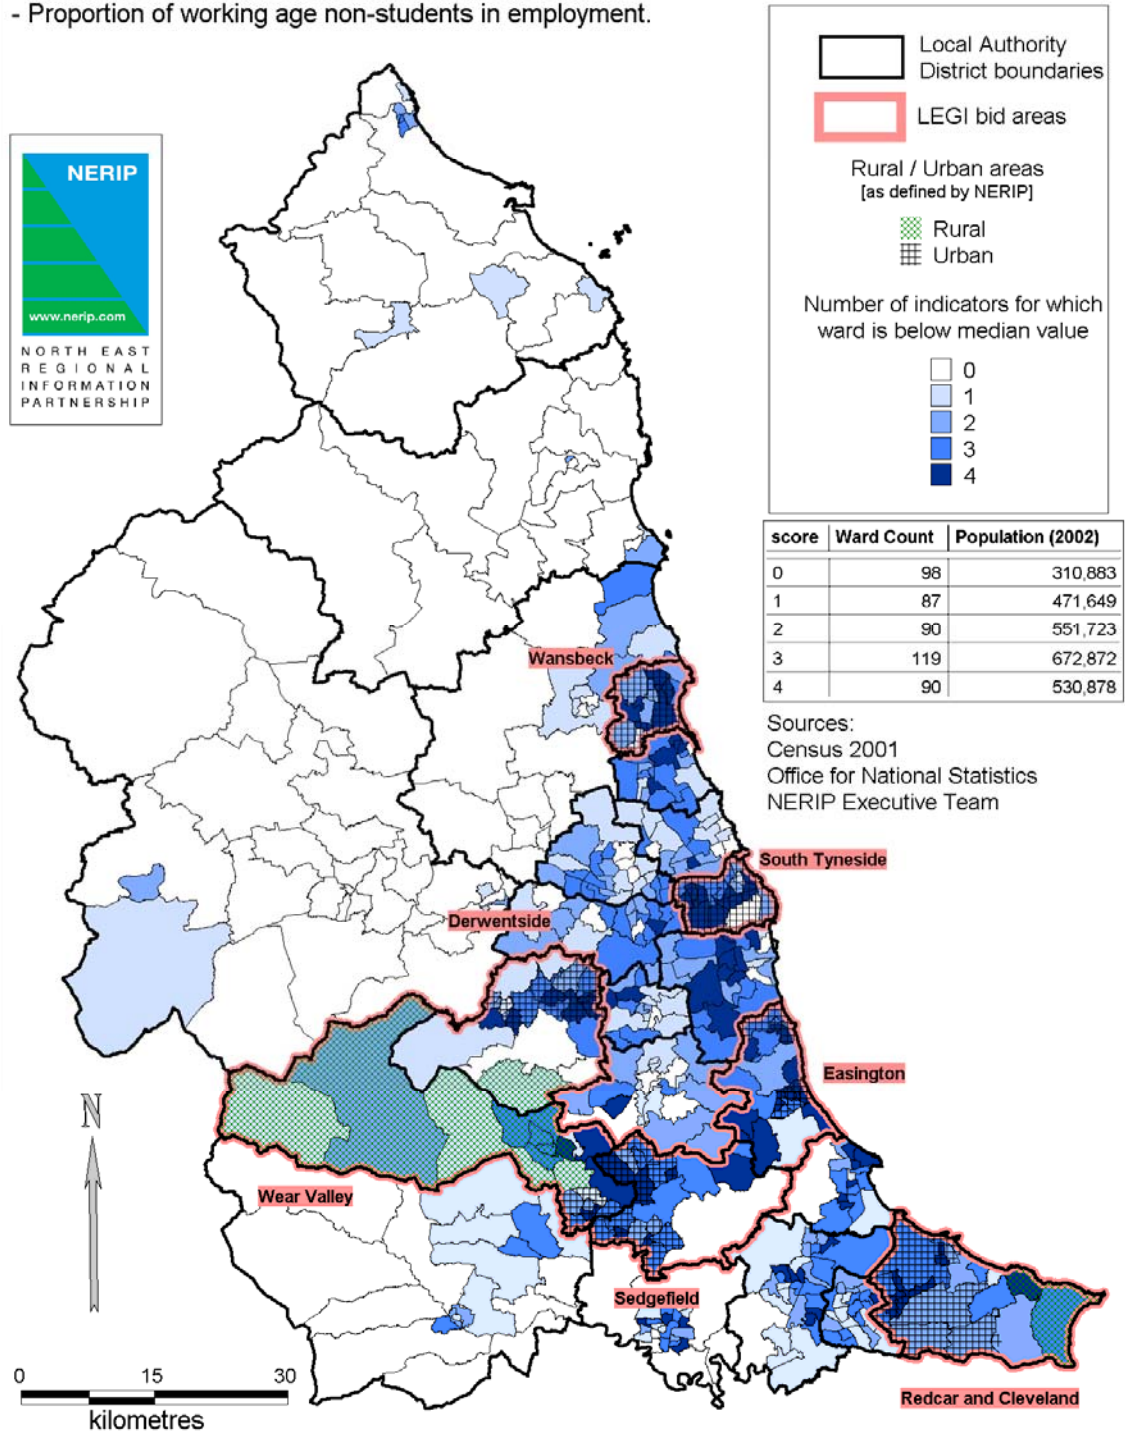 - Proportion of working age non-students in employment.
Local Authority
District boundaries
LEGI bid areas
Rural / Urban areas
[as defined by NERIP]
Rural
Urban
Number of indicators for which
ward is below median value
0
1
2
3
4
NERIP
www.nerip.com
NORTH EAST
REGIONAL
INFORMATION
PARTNERSHIP
score Ward Count Population (2002)
0 98 310,883
1 87 471,649
2 90 551,723
3 119 672,872
4 90 530,878
Sources:
Census 2001
Office for National Statistics
NERIP Executive Team
Wansbeck
South Tyneside
Derwentside
Easington
N
Wear Valley
Sedgefield
Redcar and Cleveland
0 15 30
kilometres